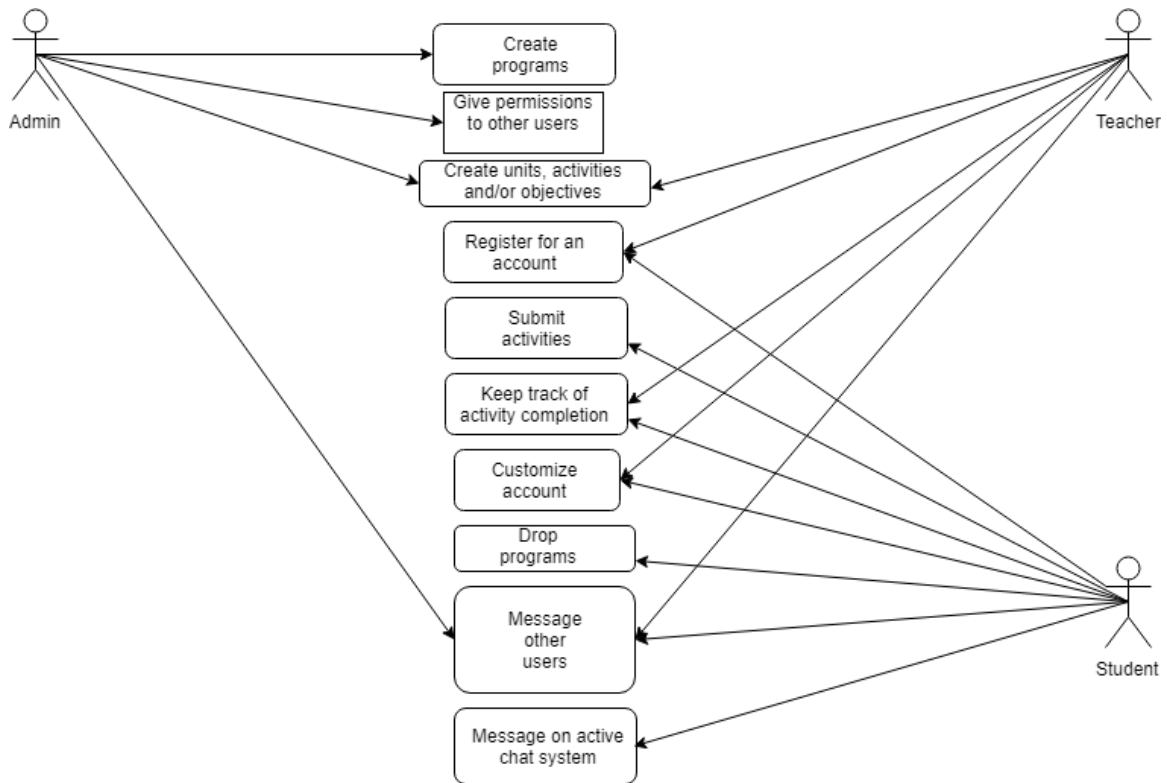 Create
programs
Admin
Teacher
Give permissions
to other users
Create units, activities
and/or objectives
Register for an
account
Submit
activities
Keep track of
activity completion
Customize
account
Drop
programs
Message
other
users
Student
Message on active
chat system